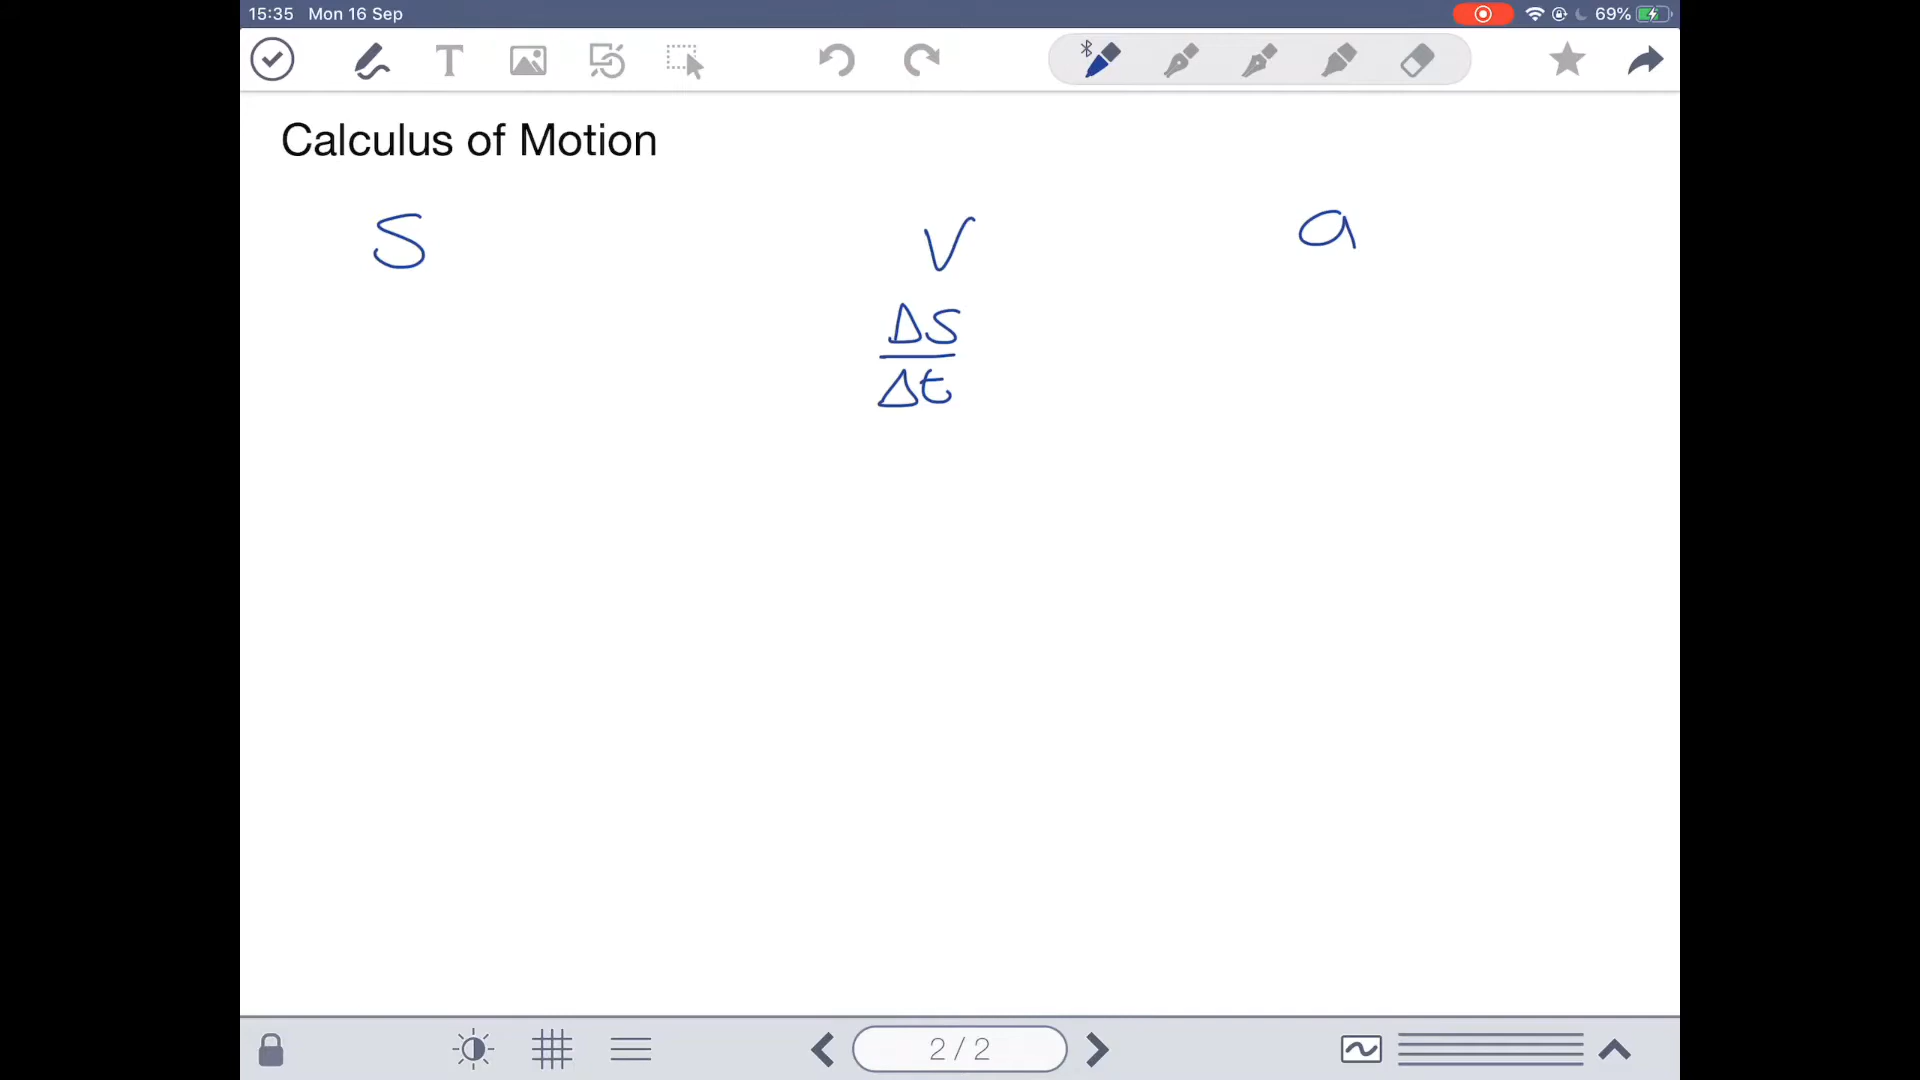 15:35 Mon 16 Sep 69%
T
Calculus of Motion
S V a
ΔS
Δt
2 / 2